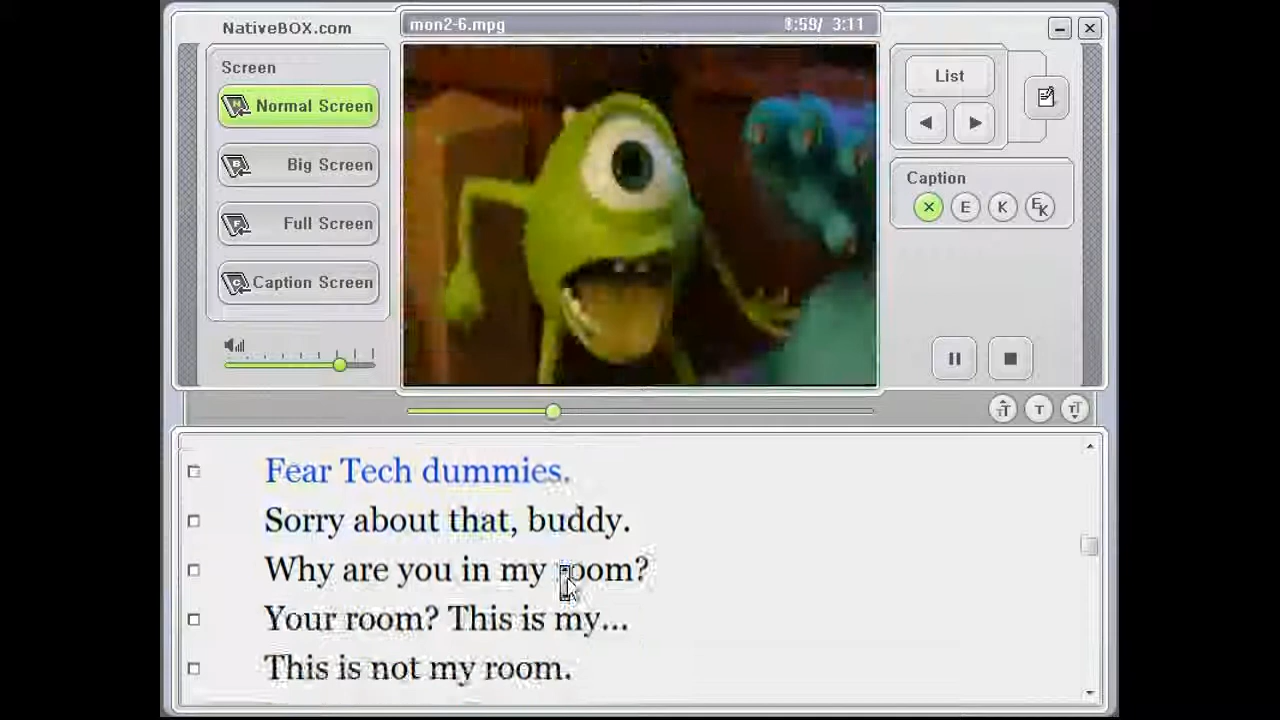 NativeBOX.com
mon2-6.mpg
:59/ 3:11
Screen
Normal Screen
Big Screen
Full Screen
Caption Screen
List
Caption
E
K
EK
T
T
T
Fear Tech dummies.
Sorry about that, buddy.
Why are you in my room?
Your room? This is my...
This is not my room.